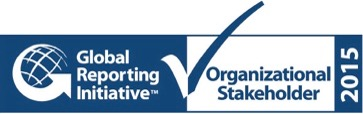 Global
Reporting
Initiative™
Organizational
Stakeholder
2015